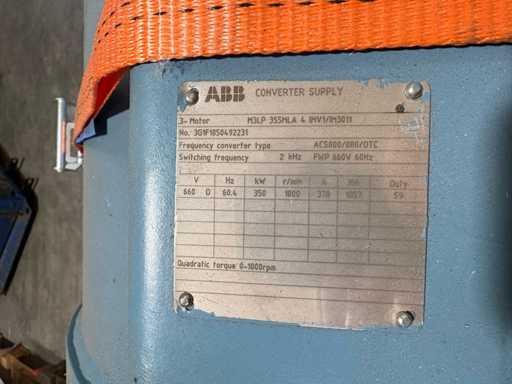 ABB CONVERTER SUPPLY
3~ Motor M3LP 355MLA 4 IMV1/IM3011
No. 3G1F1050492231
Frequency converter type ACS800/880/DTC
Switching frequency 2 kHz FWP 660V 60Hz
V Hz kW r/min A Nm Duty
660 D 60.4 350 1800 378 1857 S9
Quadratic torque 0-1800rpm